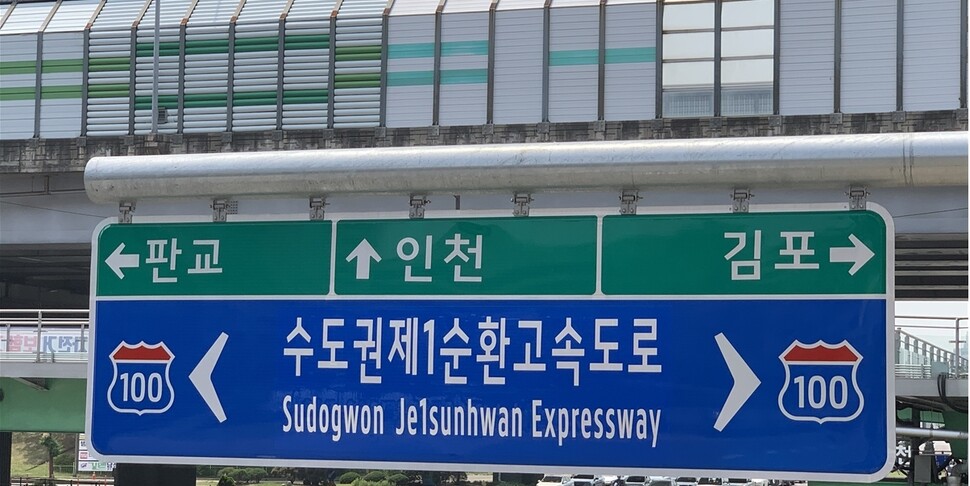 ← 판교
↑ 인천
김포 →
100
수도권제1순환고속도로
100
Sudogwon Je1sunhwan Expressway